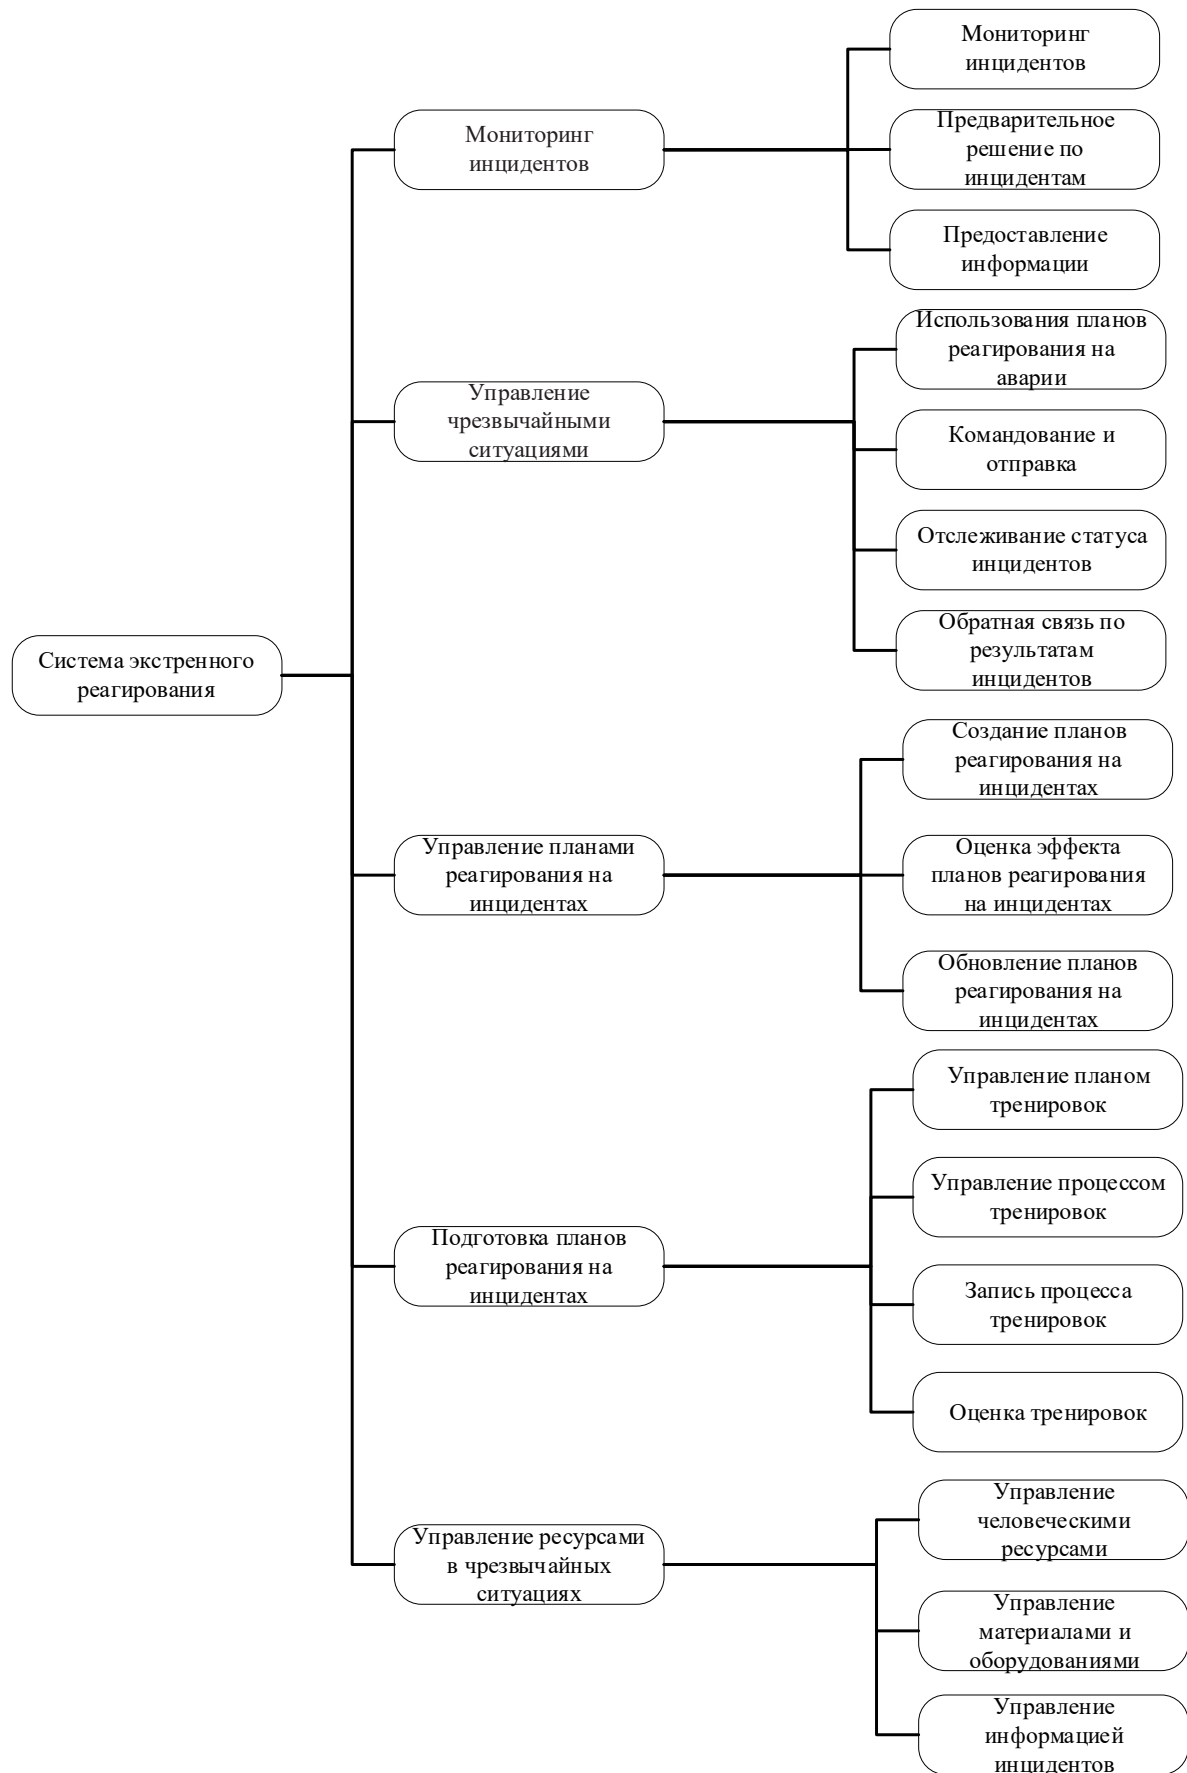 Мониторинг
инцидентов
Предварительное
решение по
инцидентам
Предоставление
информации
Мониторинг
инцидентов
Использования планов
реагирования на
аварии
Командование и
отправка
Отслеживание статуса
инцидентов
Обратная связь по
результатам
инцидентов
Управление
чрезвычайными
ситуациями
Система экстренного
реагирования
Создание планов
реагирования на
инцидентах
Оценка эффекта
планов реагирования
на инцидентах
Обновление планов
реагирования на
инцидентах
Управление планами
реагирования на
инцидентах
Управление планом
тренировок
Управление процессом
тренировок
Запись процесса
тренировок
Оценка тренировок
Подготовка планов
реагирования на
инцидентах
Управление
человеческими
ресурсами
Управление
материалами и
оборудованиями
Управление
информацией
инцидентов
Управление ресурсами
в чрезвычайных
ситуациях